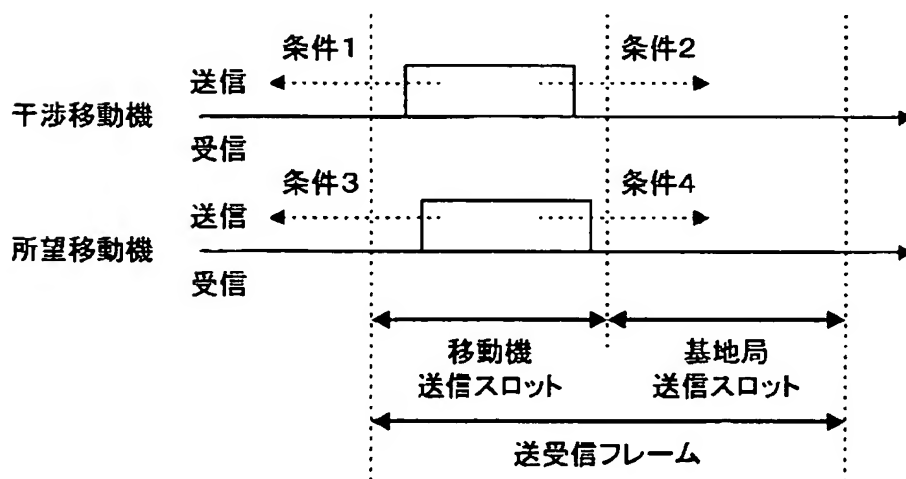 条件1
条件2
送信
干渉移動機
受信
条件3
条件4
送信
所望移動機
受信
移動機
送信スロット
基地局
送信スロット
送受信フレーム